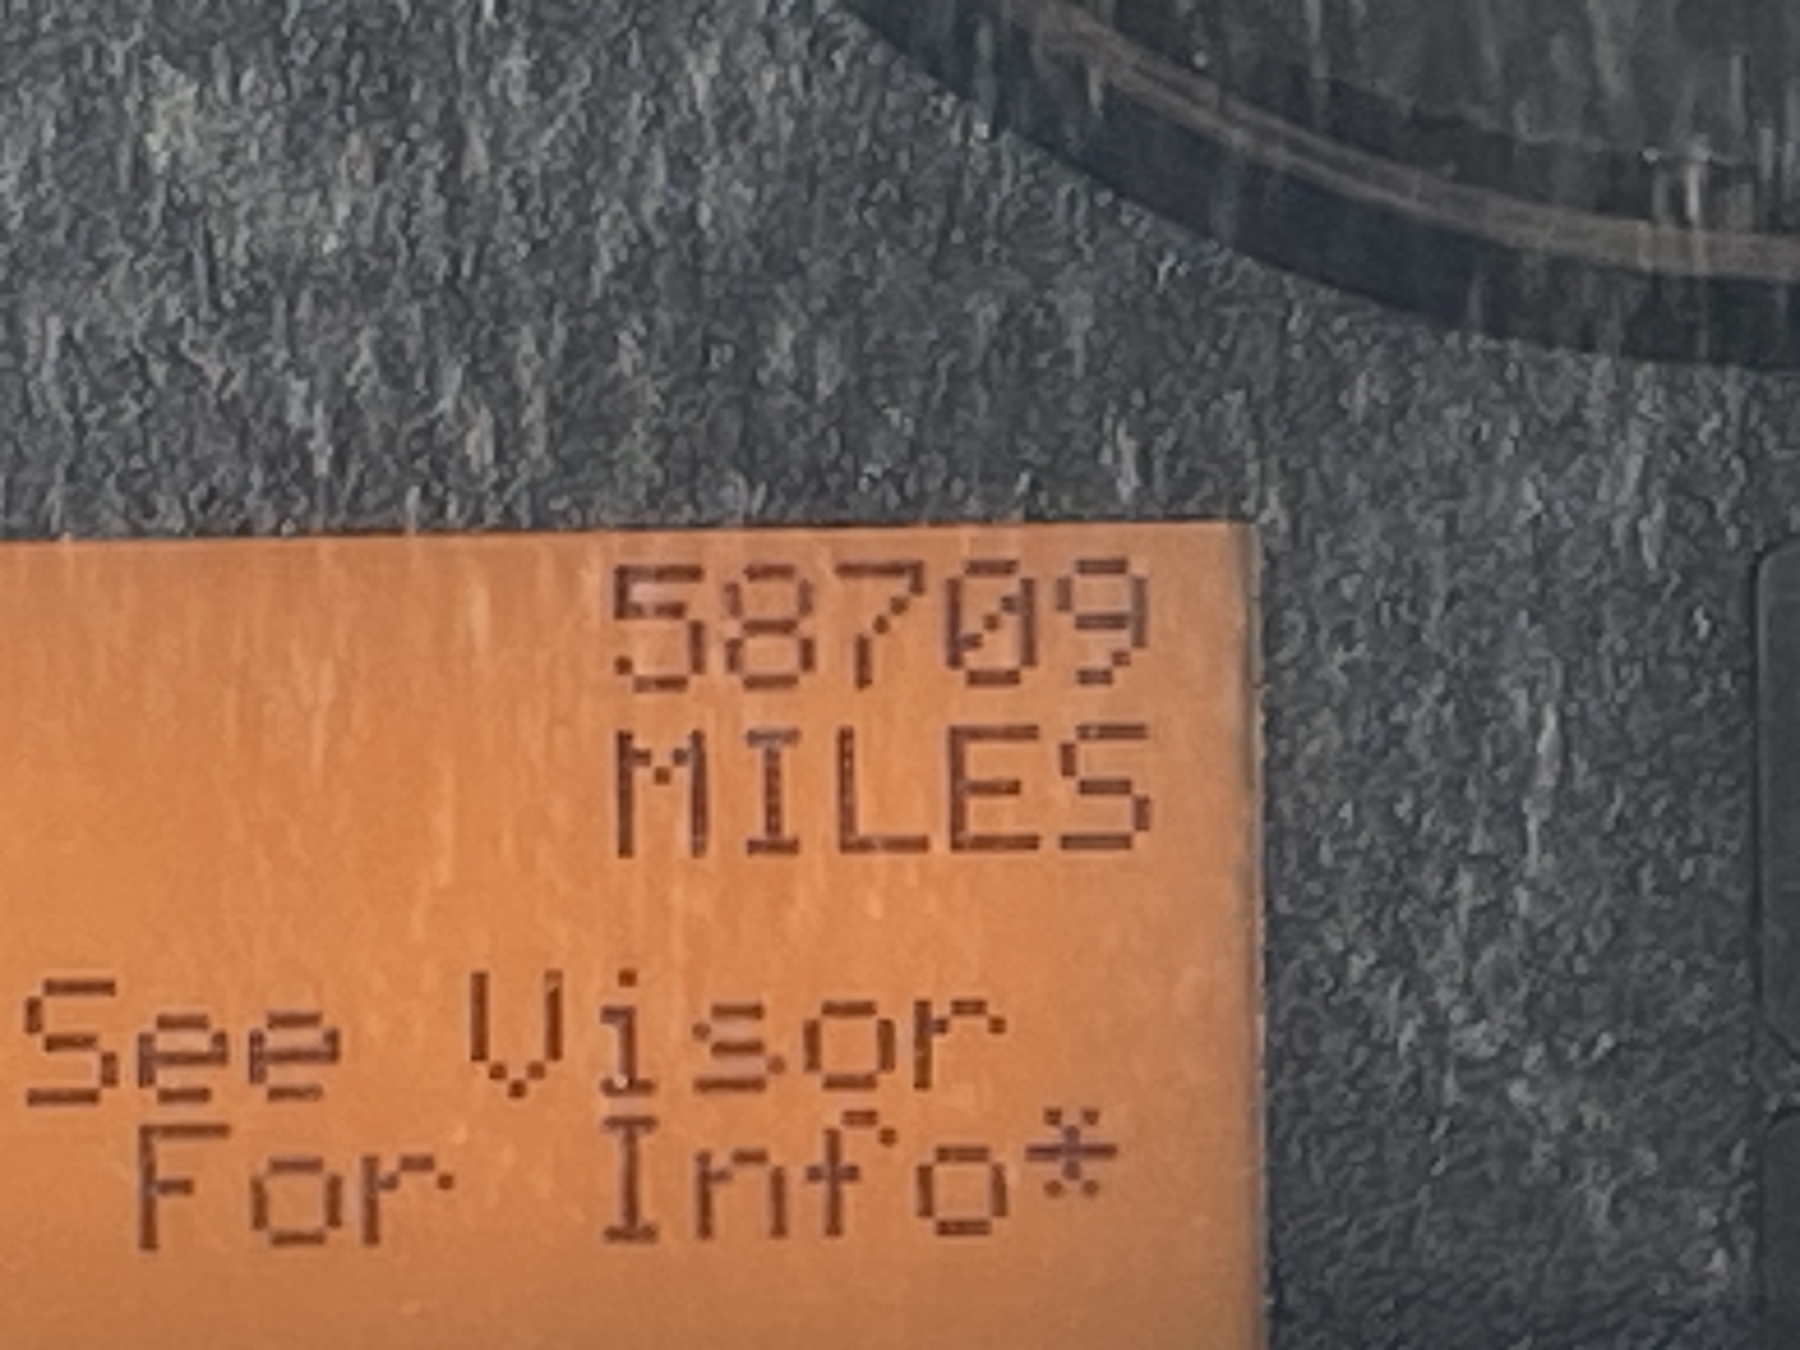 58709
MILES
See Visor
For Info*